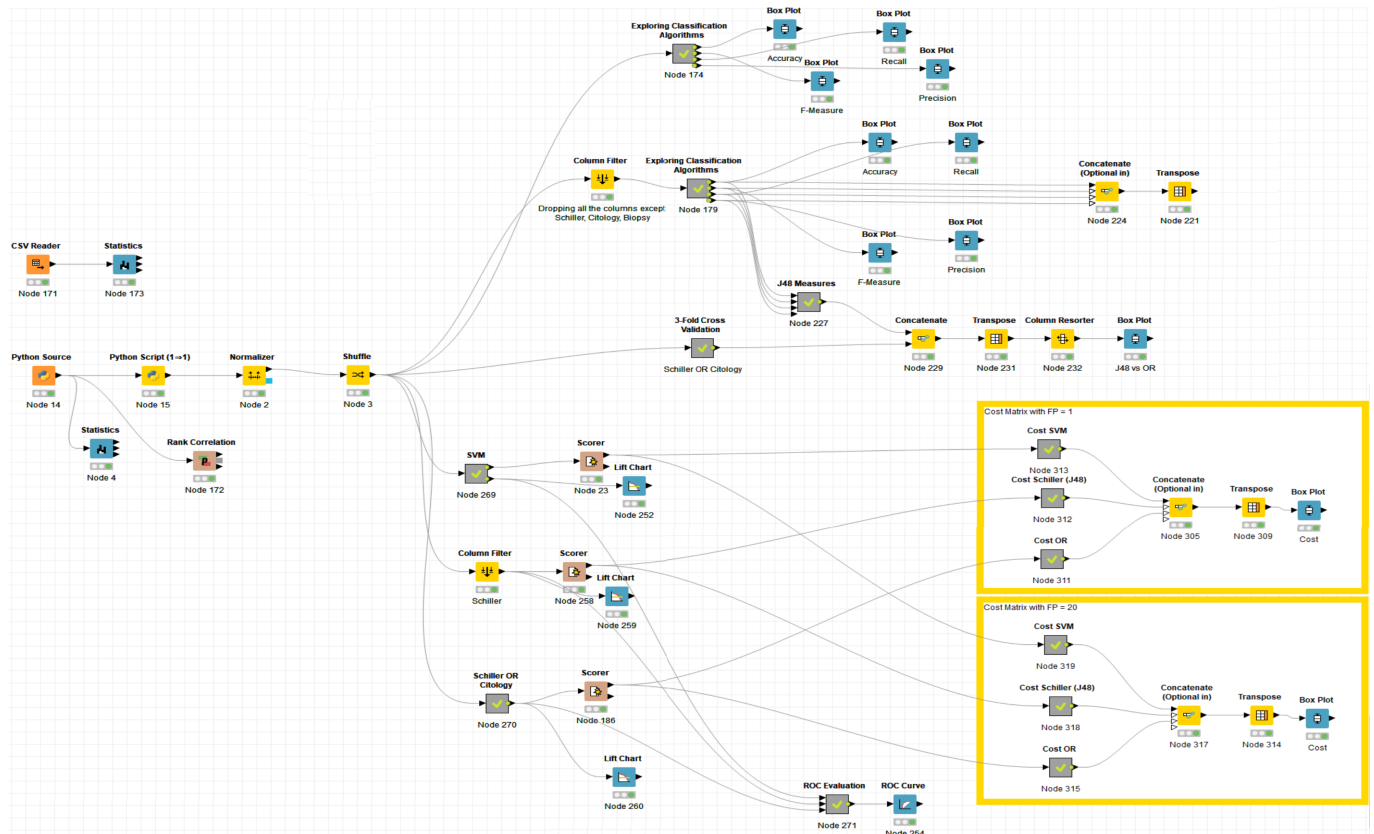 Box Plot
Accuracy
Box Plot
Recall
Exploring Classification
Algorithms
Node 174
Box Plot
F-Measure
Box Plot
Precision
Column Filter
Dropping all the columns except
Schiller, Citology, Biopsy
Exploring Classification
Algorithms
Node 179
Box Plot
Accuracy
Box Plot
Recall
Box Plot
F-Measure
Box Plot
Precision
Concatenate
(Optional in)
Node 224
Transpose
Node 221
CSV Reader
Node 171
Statistics
Node 173
J48 Measures
Node 227
3-Fold Cross
Validation
Schiller OR Citology
Concatenate
Node 229
Transpose
Node 231
Column Resorter
Node 232
Box Plot
J48 vs OR
Python Source
Node 14
Python Script (1⇒1)
Node 15
Normalizer
Node 2
Shuffle
Node 3
Statistics
Node 4
Rank Correlation
Node 172
SVM
Node 269
Scorer
Node 23
Lift Chart
Node 252
Column Filter
Schiller
Scorer
Node 258
Lift Chart
Node 259
Schiller OR
Citology
Node 270
Scorer
Node 186
Lift Chart
Node 260
ROC Evaluation
Node 271
ROC Curve
Node 254
Cost Matrix with FP = 1
Cost SVM
Node 313
Cost Schiller (J48)
Node 312
Cost OR
Node 311
Concatenate
(Optional in)
Node 305
Transpose
Node 309
Box Plot
Cost
Cost Matrix with FP = 20
Cost SVM
Node 319
Cost Schiller (J48)
Node 318
Cost OR
Node 315
Concatenate
(Optional in)
Node 317
Transpose
Node 314
Box Plot
Cost